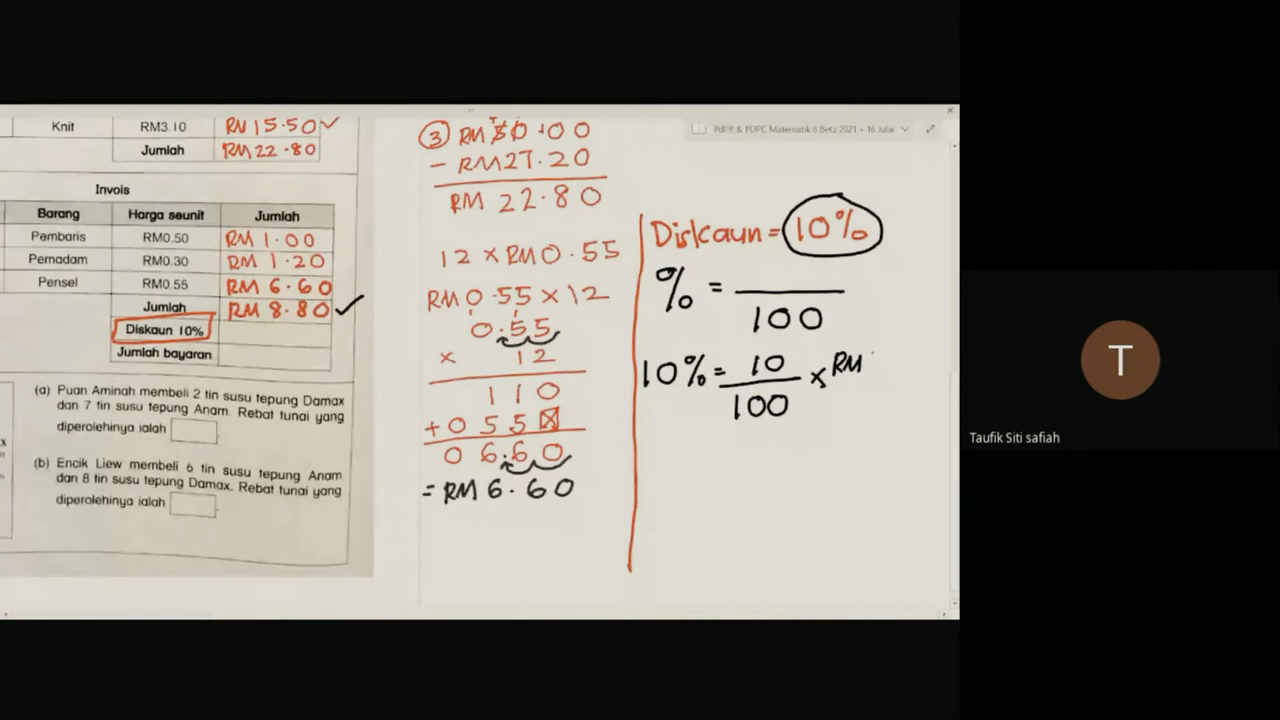 Knit RM3.10 RM 15.50
Jumlah RM 22.80
Invois
Barang Harga seunit Jumlah
Pembaris RM0.50 RM 1.00
Pemadam RM0.30 RM 1.20
Pensel RM0.55 RM 6.60
Jumlah RM 8.80
Diskaun 10%
Jumlah bayaran
(a) Puan Aminah membeli 2 tin susu tepung Damax
dan 7 tin susu tepung Anam. Rebat tunai yang
diperolehinya ialah
(b) Encik Liew membeli 6 tin susu tepung Anam
dan 8 tin susu tepung Damax. Rebat tunai yang
diperolehinya ialah
3 RM 50.00
- RM27.20
RM 22.80
12 × RM0.55
RM0.55 × 12
0.55
× 12
110
+ 055
06.60
= RM 6.60
PdPR & PDPC Matematik 6 Beta 2021 • 16 Julai
Diskaun = 10%
% =
100
10% = 10 × RM
100
T
Taufik Siti safiah